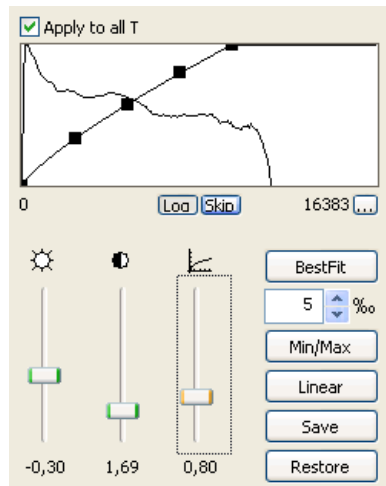 Apply to all T
0 Log Skip 16383 ...
BestFit
5 ‰
Min/Max
Linear
Save
-0,30 1,69 0,80 Restore